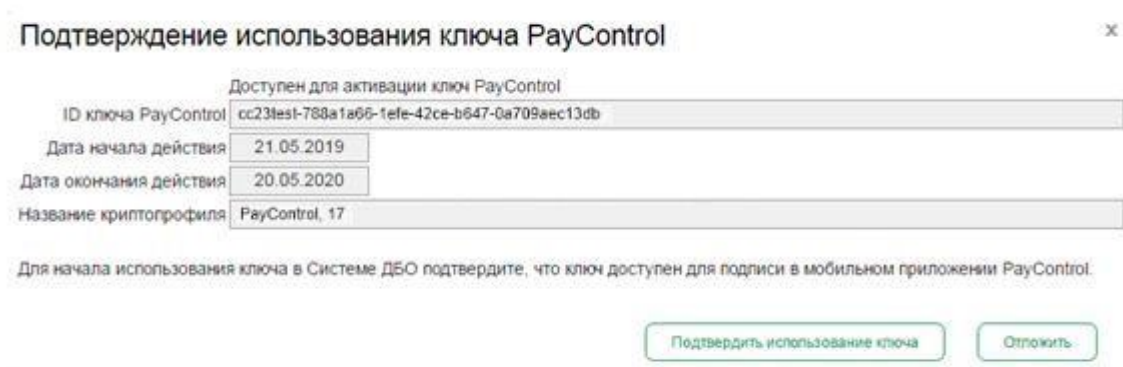 Подтверждение использования ключа PayControl
x
Доступен для активации ключ PayControl
ID ключа PayControl cc23test-788a1a66-1efe-42ce-b647-0a709aec13db
Дата начала действия 21.05.2019
Дата окончания действия 20.05.2020
Название криптопрофиля PayControl, 17
Для начала использования ключа в Системе ДБО подтвердите, что ключ доступен для подписи в мобильном приложении PayControl.
Подтвердить использование ключа Отложить